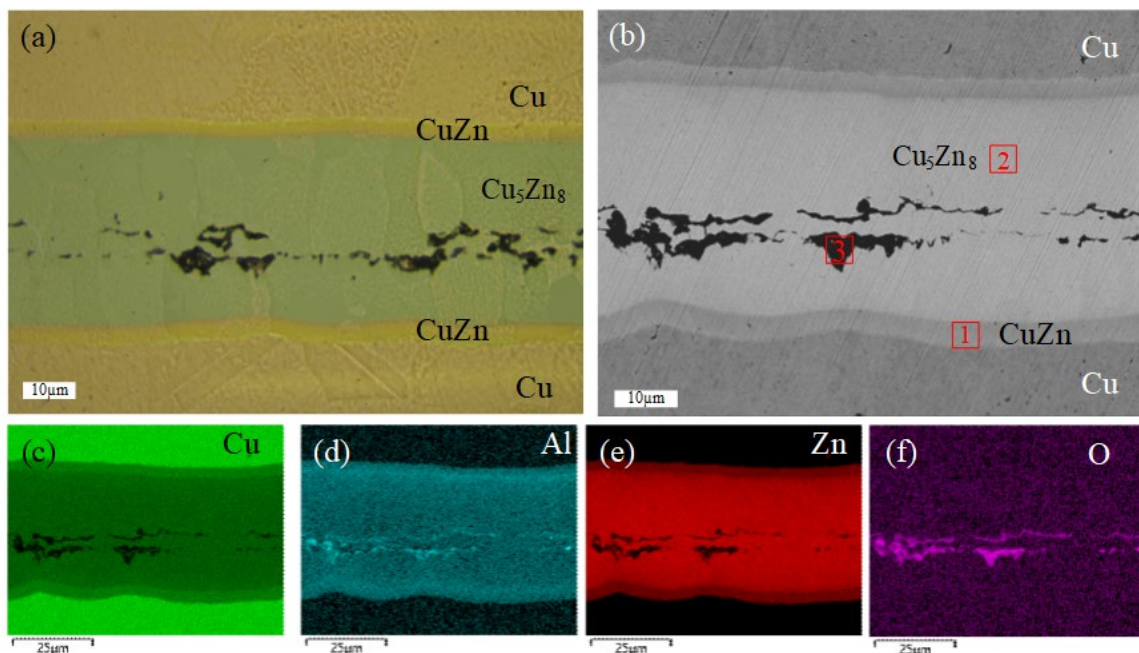 (a)
Cu
CuZn
Cu₅Zn₈
CuZn
Cu
10μm
(b)
Cu
Cu₅Zn₈ 2
3
1 CuZn
Cu
10μm
(c) Cu
25μm
(d) Al
25μm
(e) Zn
25μm
(f) O
25μm